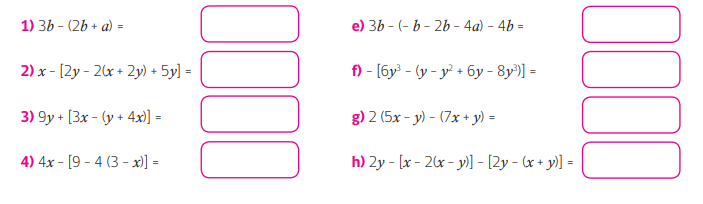 1) 3b - (2b + a) =
2) x - [2y - 2(x + 2y) + 5y] =
3) 9y + [3x - (y + 4x)] =
4) 4x - [9 - 4 (3 - x)] =
e) 3b - (- b - 2b - 4a) - 4b =
f) - [6y³ - (y - y² + 6y - 8y³)] =
g) 2 (5x - y) - (7x + y) =
h) 2y - [x - 2(x - y)] - [2y - (x + y)] =